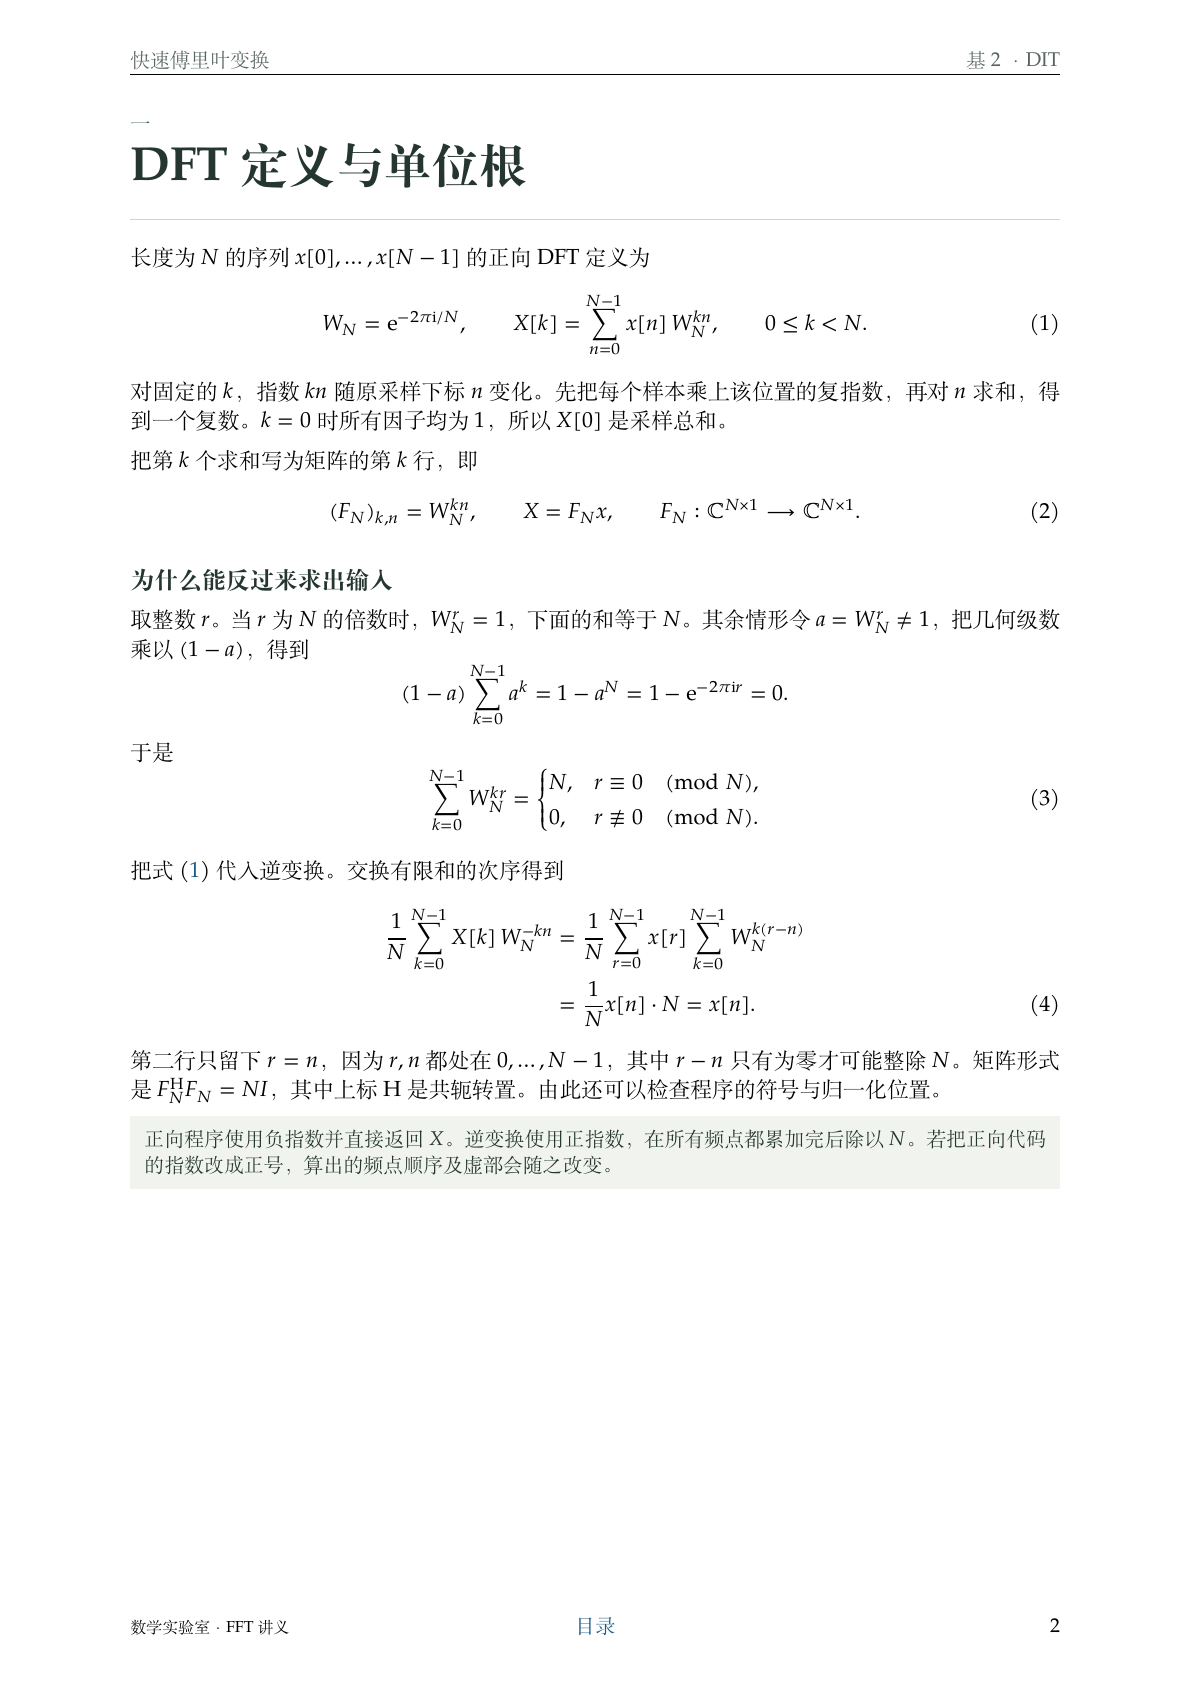 快速傅里叶变换 基 2 · DIT
一
DFT 定义与单位根
长度为 N 的序列 x[0], … , x[N − 1] 的正向 DFT 定义为
W_N = e^{−2πi/N},  X[k] = ∑_{n=0}^{N−1} x[n] W_N^{kn},  0 ≤ k < N. (1)
对固定的 k，指数 kn 随原采样下标 n 变化。先把每个样本乘上该位置的复指数，再对 n 求和，得
到一个复数。k = 0 时所有因子均为 1，所以 X[0] 是采样总和。
把第 k 个求和写为矩阵的第 k 行，即
(F_N)_{k,n} = W_N^{kn},  X = F_N x,  F_N : ℂ^{N×1} ⟶ ℂ^{N×1}. (2)
为什么能反过来求出输入
取整数 r。当 r 为 N 的倍数时，W_N^r = 1，下面的和等于 N。其余情形令 a = W_N^r ≠ 1，把几何级数
乘以 (1 − a)，得到
(1 − a) ∑_{k=0}^{N−1} a^k = 1 − a^N = 1 − e^{−2πir} = 0.
于是
∑_{k=0}^{N−1} W_N^{kr} = { N, r ≡ 0 (mod N),
0, r ≢ 0 (mod N). (3)
把式 (1) 代入逆变换。交换有限和的次序得到
1/N ∑_{k=0}^{N−1} X[k] W_N^{−kn} = 1/N ∑_{r=0}^{N−1} x[r] ∑_{k=0}^{N−1} W_N^{k(r−n)}
= 1/N x[n] · N = x[n]. (4)
第二行只留下 r = n，因为 r, n 都处在 0, … , N − 1，其中 r − n 只有为零才可能整除 N。矩阵形式
是 F_N^H F_N = NI，其中上标 H 是共轭转置。由此还可以检查程序的符号与归一化位置。
正向程序使用负指数并直接返回 X。逆变换使用正指数，在所有频点都累加完后除以 N。若把正向代码
的指数改成正号，算出的频点顺序及虚部会随之改变。
数学实验室 · FFT 讲义 目录 2